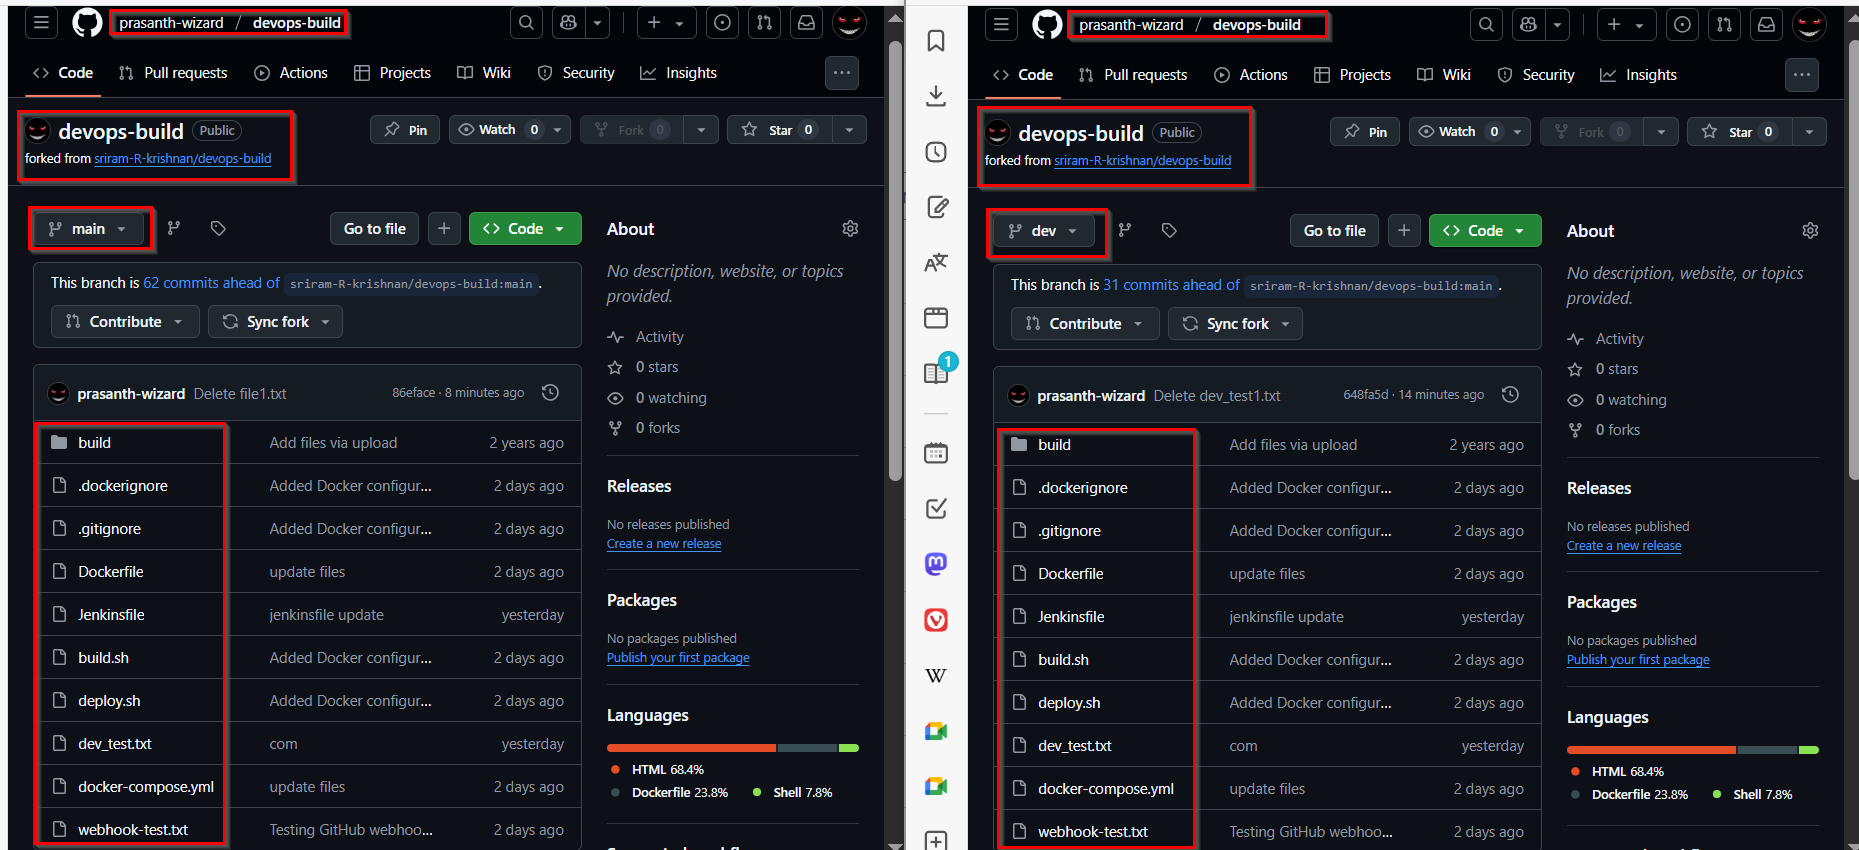 prasanth-wizard / devops-build
Code Pull requests Actions Projects Wiki Security Insights
devops-build Public
Pin Watch 0 Fork 0 Star 0
forked from sriram-R-krishnan/devops-build
main Go to file Code
This branch is 62 commits ahead of sriram-R-krishnan/devops-build:main.
Contribute Sync fork
prasanth-wizard Delete file1.txt 86eface · 8 minutes ago
build Add files via upload 2 years ago
.dockerignore Added Docker configur... 2 days ago
.gitignore Added Docker configur... 2 days ago
Dockerfile update files 2 days ago
Jenkinsfile jenkinsfile update yesterday
build.sh Added Docker configur... 2 days ago
deploy.sh Added Docker configur... 2 days ago
dev_test.txt com yesterday
docker-compose.yml update files 2 days ago
webhook-test.txt Testing GitHub webhoo... 2 days ago
About
No description, website, or topics
provided.
Activity
0 stars
0 watching
0 forks
Releases
No releases published
Create a new release
Packages
No packages published
Publish your first package
Languages
HTML 68.4%
Dockerfile 23.8% Shell 7.8%
1
W
prasanth-wizard / devops-build
Code Pull requests Actions Projects Wiki Security Insights
devops-build Public
Pin Watch 0 Fork 0 Star 0
forked from sriram-R-krishnan/devops-build
dev Go to file Code
This branch is 31 commits ahead of sriram-R-krishnan/devops-build:main.
Contribute Sync fork
prasanth-wizard Delete dev_test1.txt 648fa5d · 14 minutes ago
build Add files via upload 2 years ago
.dockerignore Added Docker configur... 2 days ago
.gitignore Added Docker configur... 2 days ago
Dockerfile update files 2 days ago
Jenkinsfile jenkinsfile update yesterday
build.sh Added Docker configur... 2 days ago
deploy.sh Added Docker configur... 2 days ago
dev_test.txt com yesterday
docker-compose.yml update files 2 days ago
webhook-test.txt Testing GitHub webhoo... 2 days ago
About
No description, website, or topics
provided.
Activity
0 stars
0 watching
0 forks
Releases
No releases published
Create a new release
Packages
No packages published
Publish your first package
Languages
HTML 68.4%
Dockerfile 23.8% Shell 7.8%